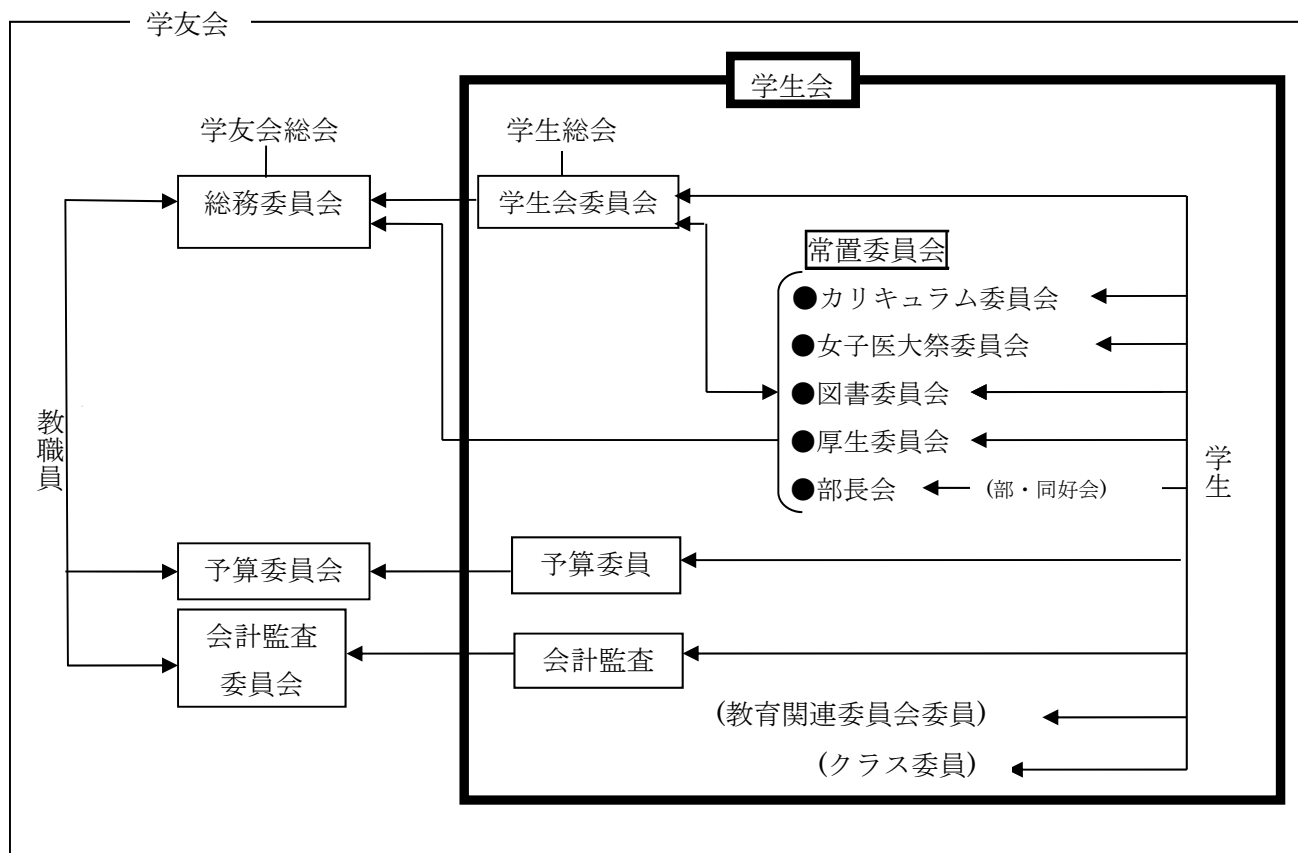 学友会
学生会
学友会総会
学生総会
総務委員会
学生会委員会
常置委員会
●カリキュラム委員会
●女子医大祭委員会
●図書委員会
●厚生委員会
●部長会
(部・同好会)
教職員
学生
予算委員会
予算委員
会計監査
委員会
会計監査
(教育関連委員会委員)
(クラス委員)